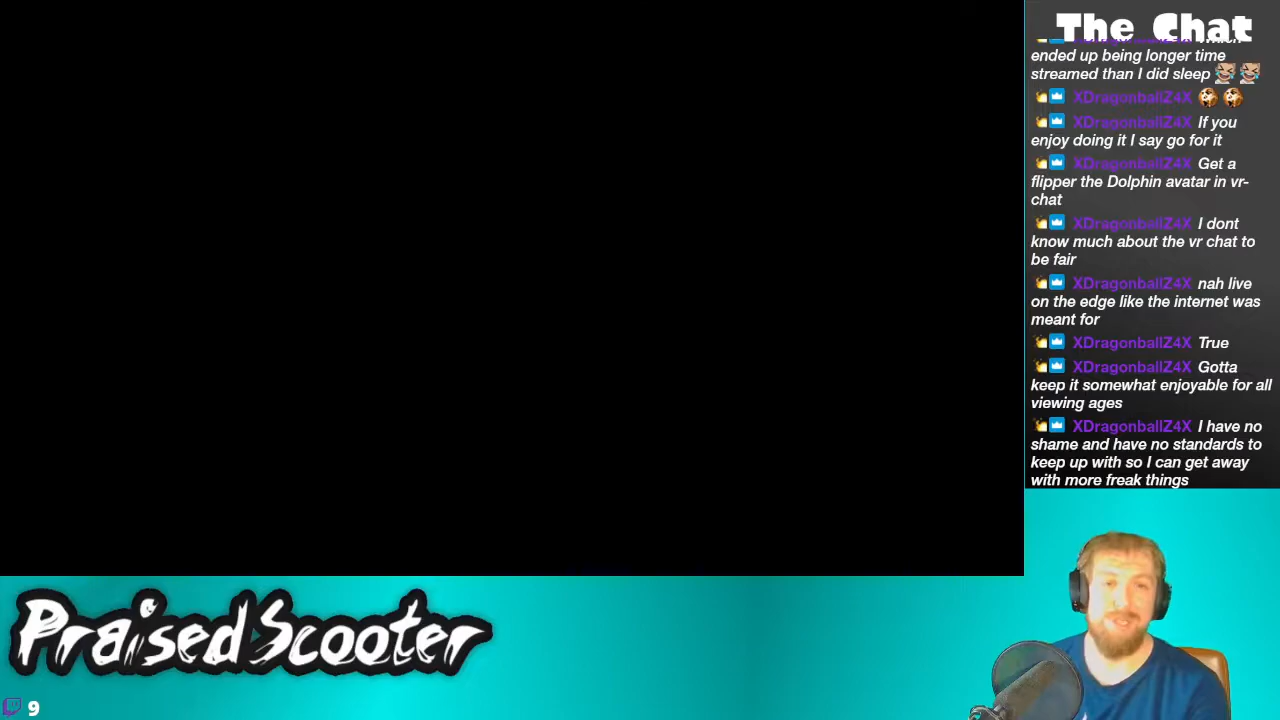 The Chat
ended up being longer time
streamed than I did sleep
XDragonballZ4X
XDragonballZ4X If you
enjoy doing it I say go for it
XDragonballZ4X Get a
flipper the Dolphin avatar in vr-
chat
XDragonballZ4X I dont
know much about the vr chat to
be fair
XDragonballZ4X nah live
on the edge like the internet was
meant for
XDragonballZ4X True
XDragonballZ4X Gotta
keep it somewhat enjoyable for all
viewing ages
XDragonballZ4X I have no
shame and have no standards to
keep up with so I can get away
with more freak things
PraisedScooter
9